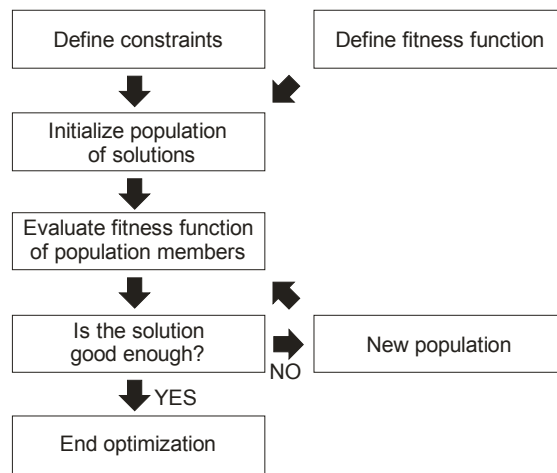 Define constraints
Define fitness function
Initialize population
of solutions
Evaluate fitness function
of population members
Is the solution
good enough?
NO
New population
YES
End optimization